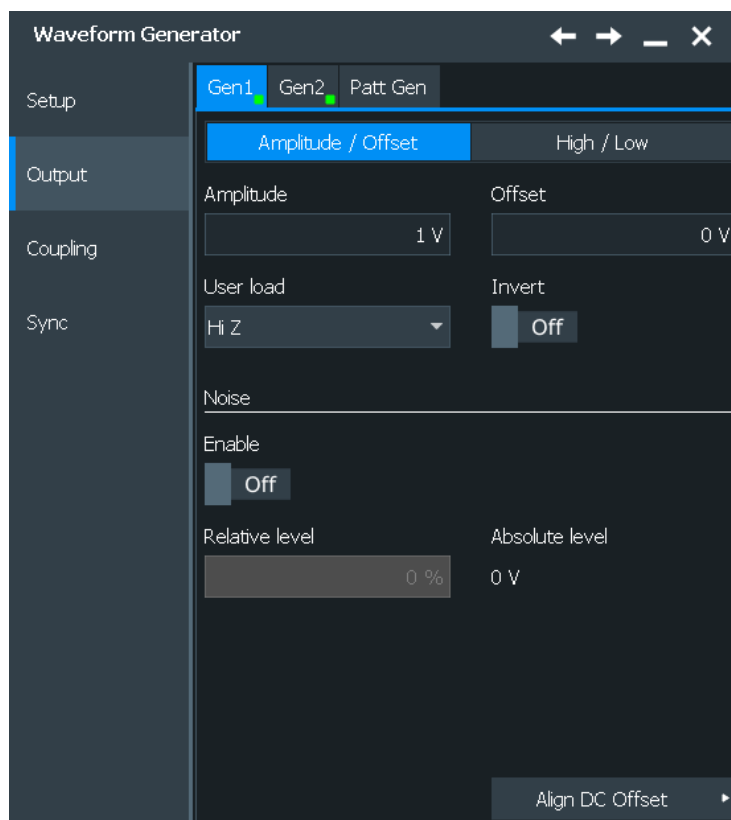 Waveform Generator
Setup
Output
Coupling
Sync
Gen1 Gen2 Patt Gen
Amplitude / Offset High / Low
Amplitude Offset
1 V 0 V
User load Invert
Hi Z Off
Noise
Enable
Off
Relative level Absolute level
0 % 0 V
Align DC Offset